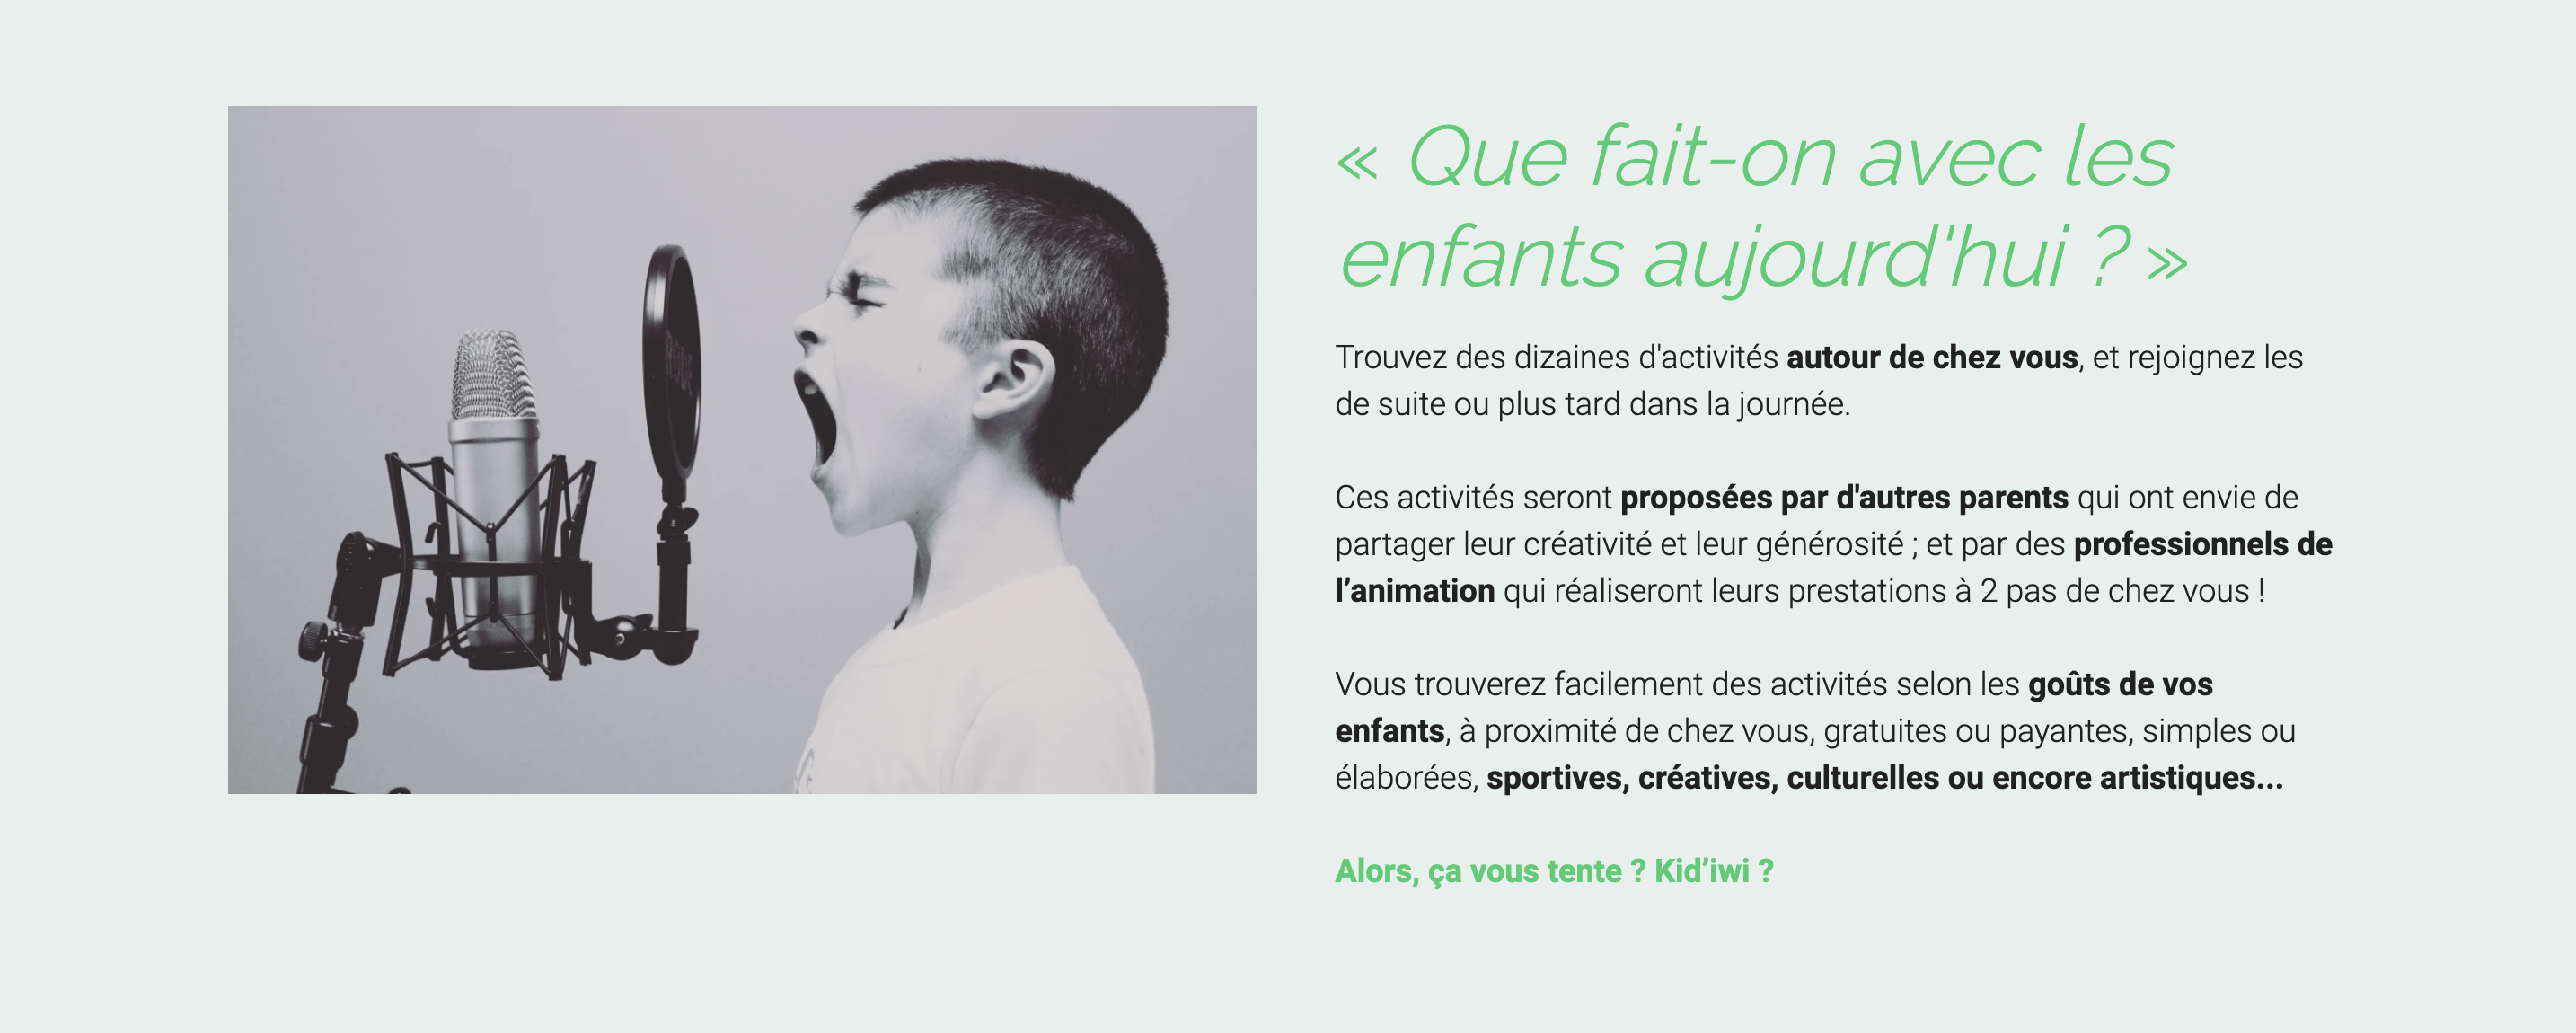 « Que fait-on avec les
enfants aujourd'hui ? »
Trouvez des dizaines d'activités autour de chez vous, et rejoignez les
de suite ou plus tard dans la journée.
Ces activités seront proposées par d'autres parents qui ont envie de
partager leur créativité et leur générosité ; et par des professionnels de
l’animation qui réaliseront leurs prestations à 2 pas de chez vous !
Vous trouverez facilement des activités selon les goûts de vos
enfants, à proximité de chez vous, gratuites ou payantes, simples ou
élaborées, sportives, créatives, culturelles ou encore artistiques...
Alors, ça vous tente ? Kid’iwi ?
RODE